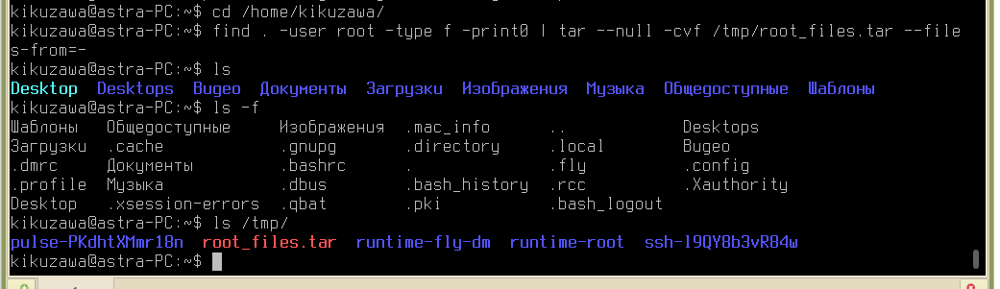 kikuzawa@astra-PC:~$ cd /home/kikuzawa/
kikuzawa@astra-PC:~$ find . -user root -type f -print0 | tar --null -cvf /tmp/root_files.tar --file
s-from=-
kikuzawa@astra-PC:~$ ls
Desktop Desktops Видео Документы Загрузки Изображения Музыка Общедоступные Шаблоны
kikuzawa@astra-PC:~$ ls -f
Шаблоны Общедоступные Изображения .mac_info .. Desktops
Загрузки .cache .gnupg .directory .local Видео
.dmrc Документы .bashrc . .fly .config
.profile Музыка .dbus .bash_history .rcc .Xauthority
Desktop .xsession-errors .qbat .pki .bash_logout
kikuzawa@astra-PC:~$ ls /tmp/
pulse-PKdhtXMmr18n root_files.tar runtime-fly-dm runtime-root ssh-l9QY8b3vR84w
kikuzawa@astra-PC:~$